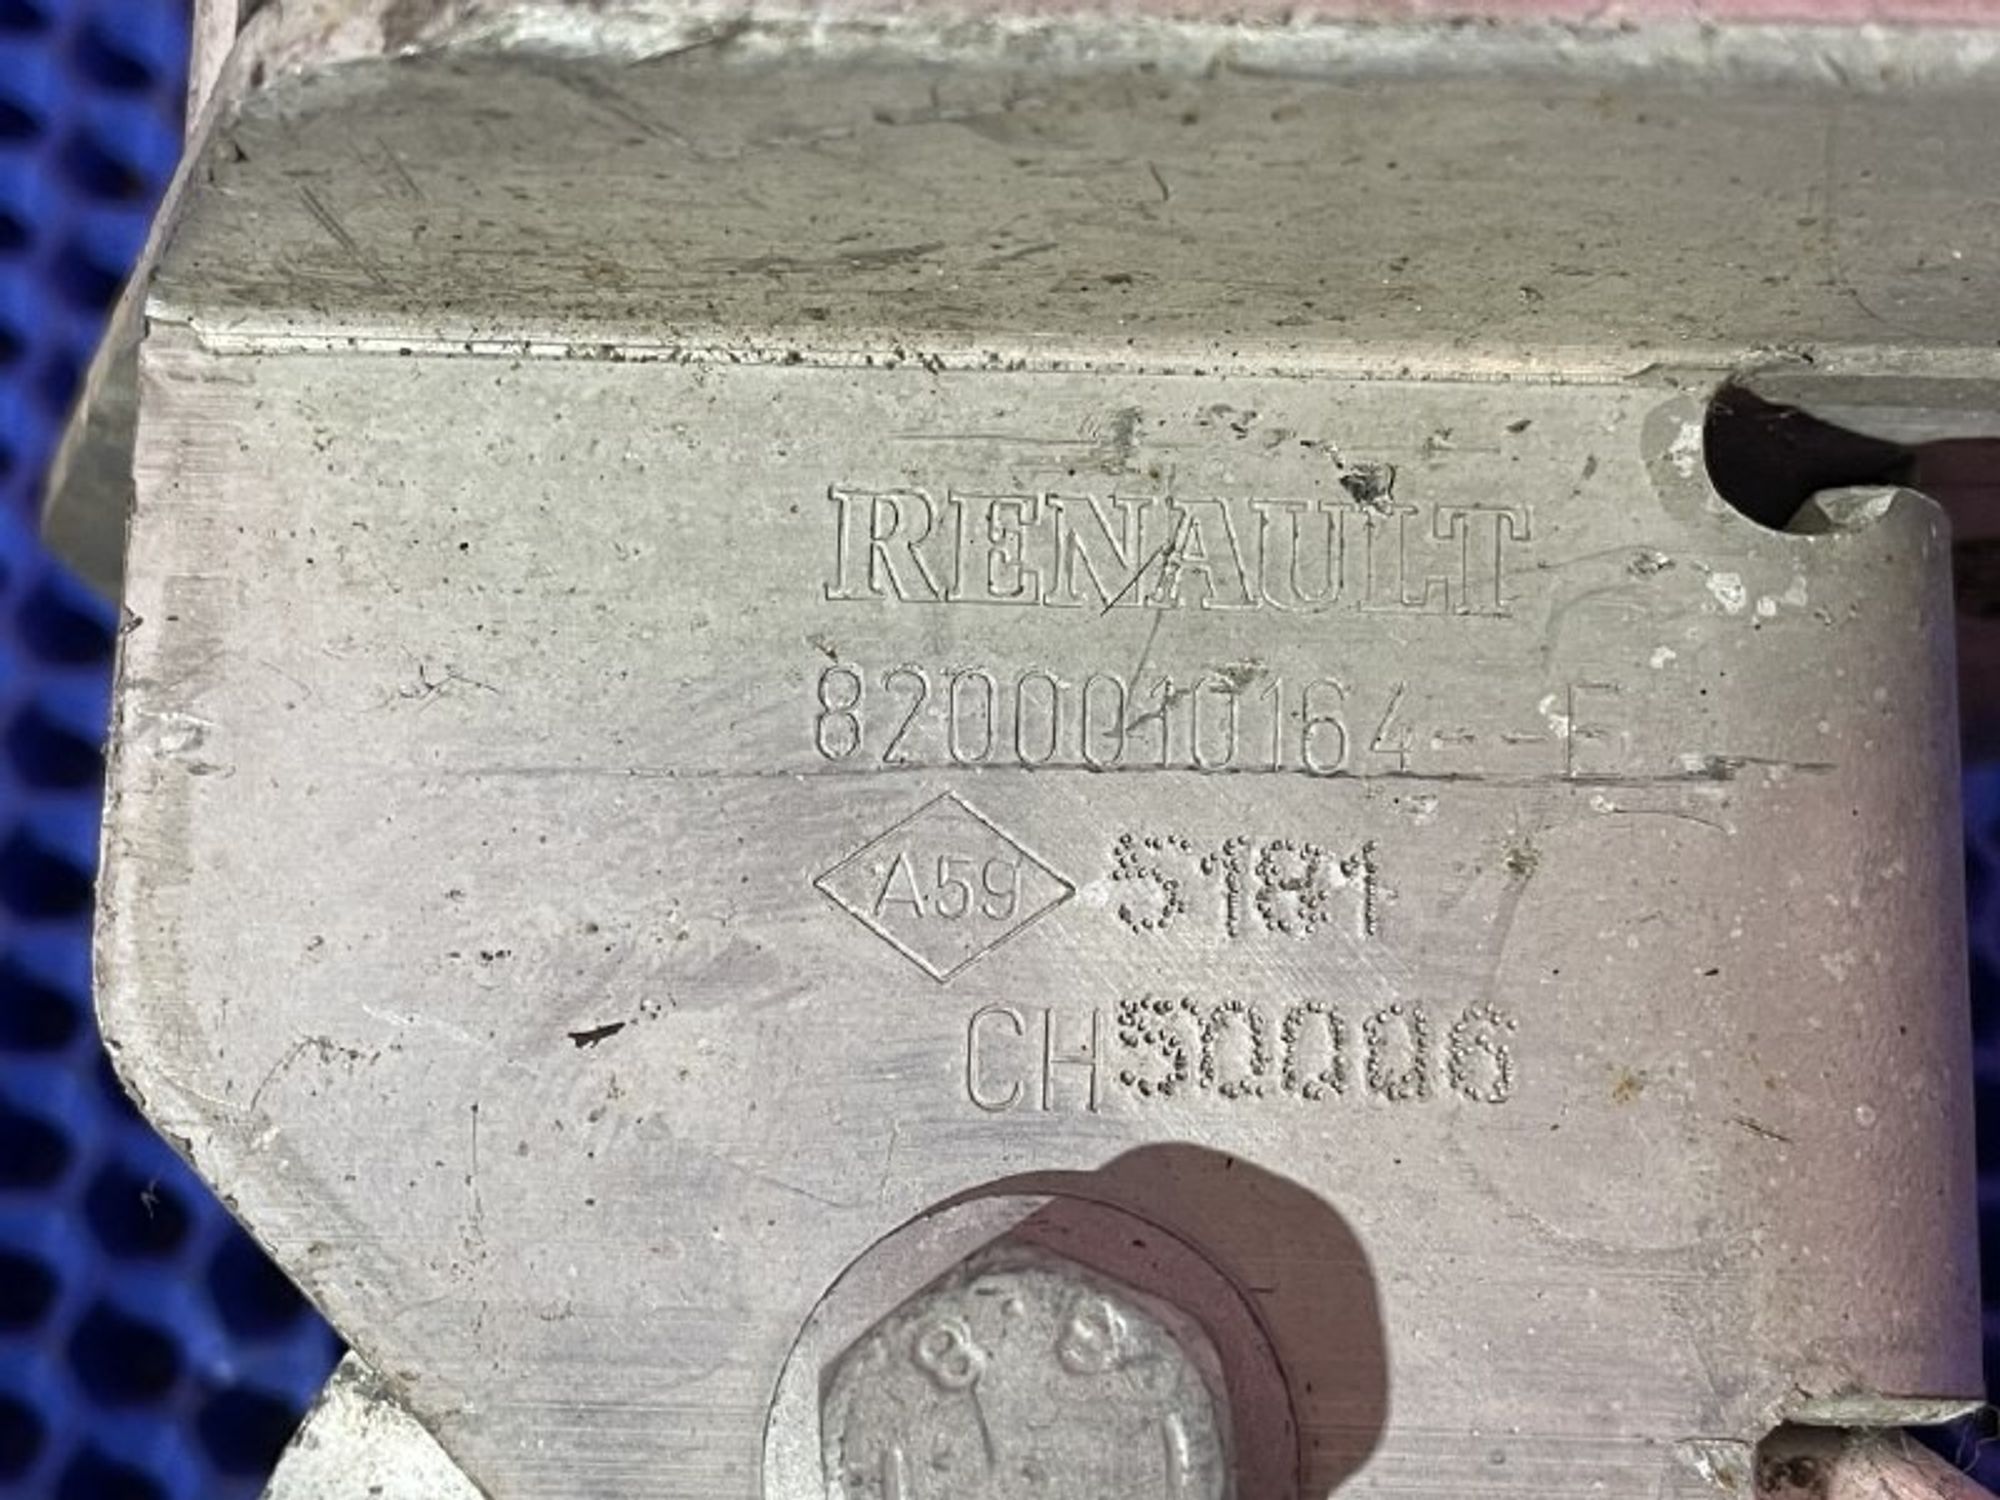 RENAULT
8200010164--E
A59 5181
CH50006
8 8